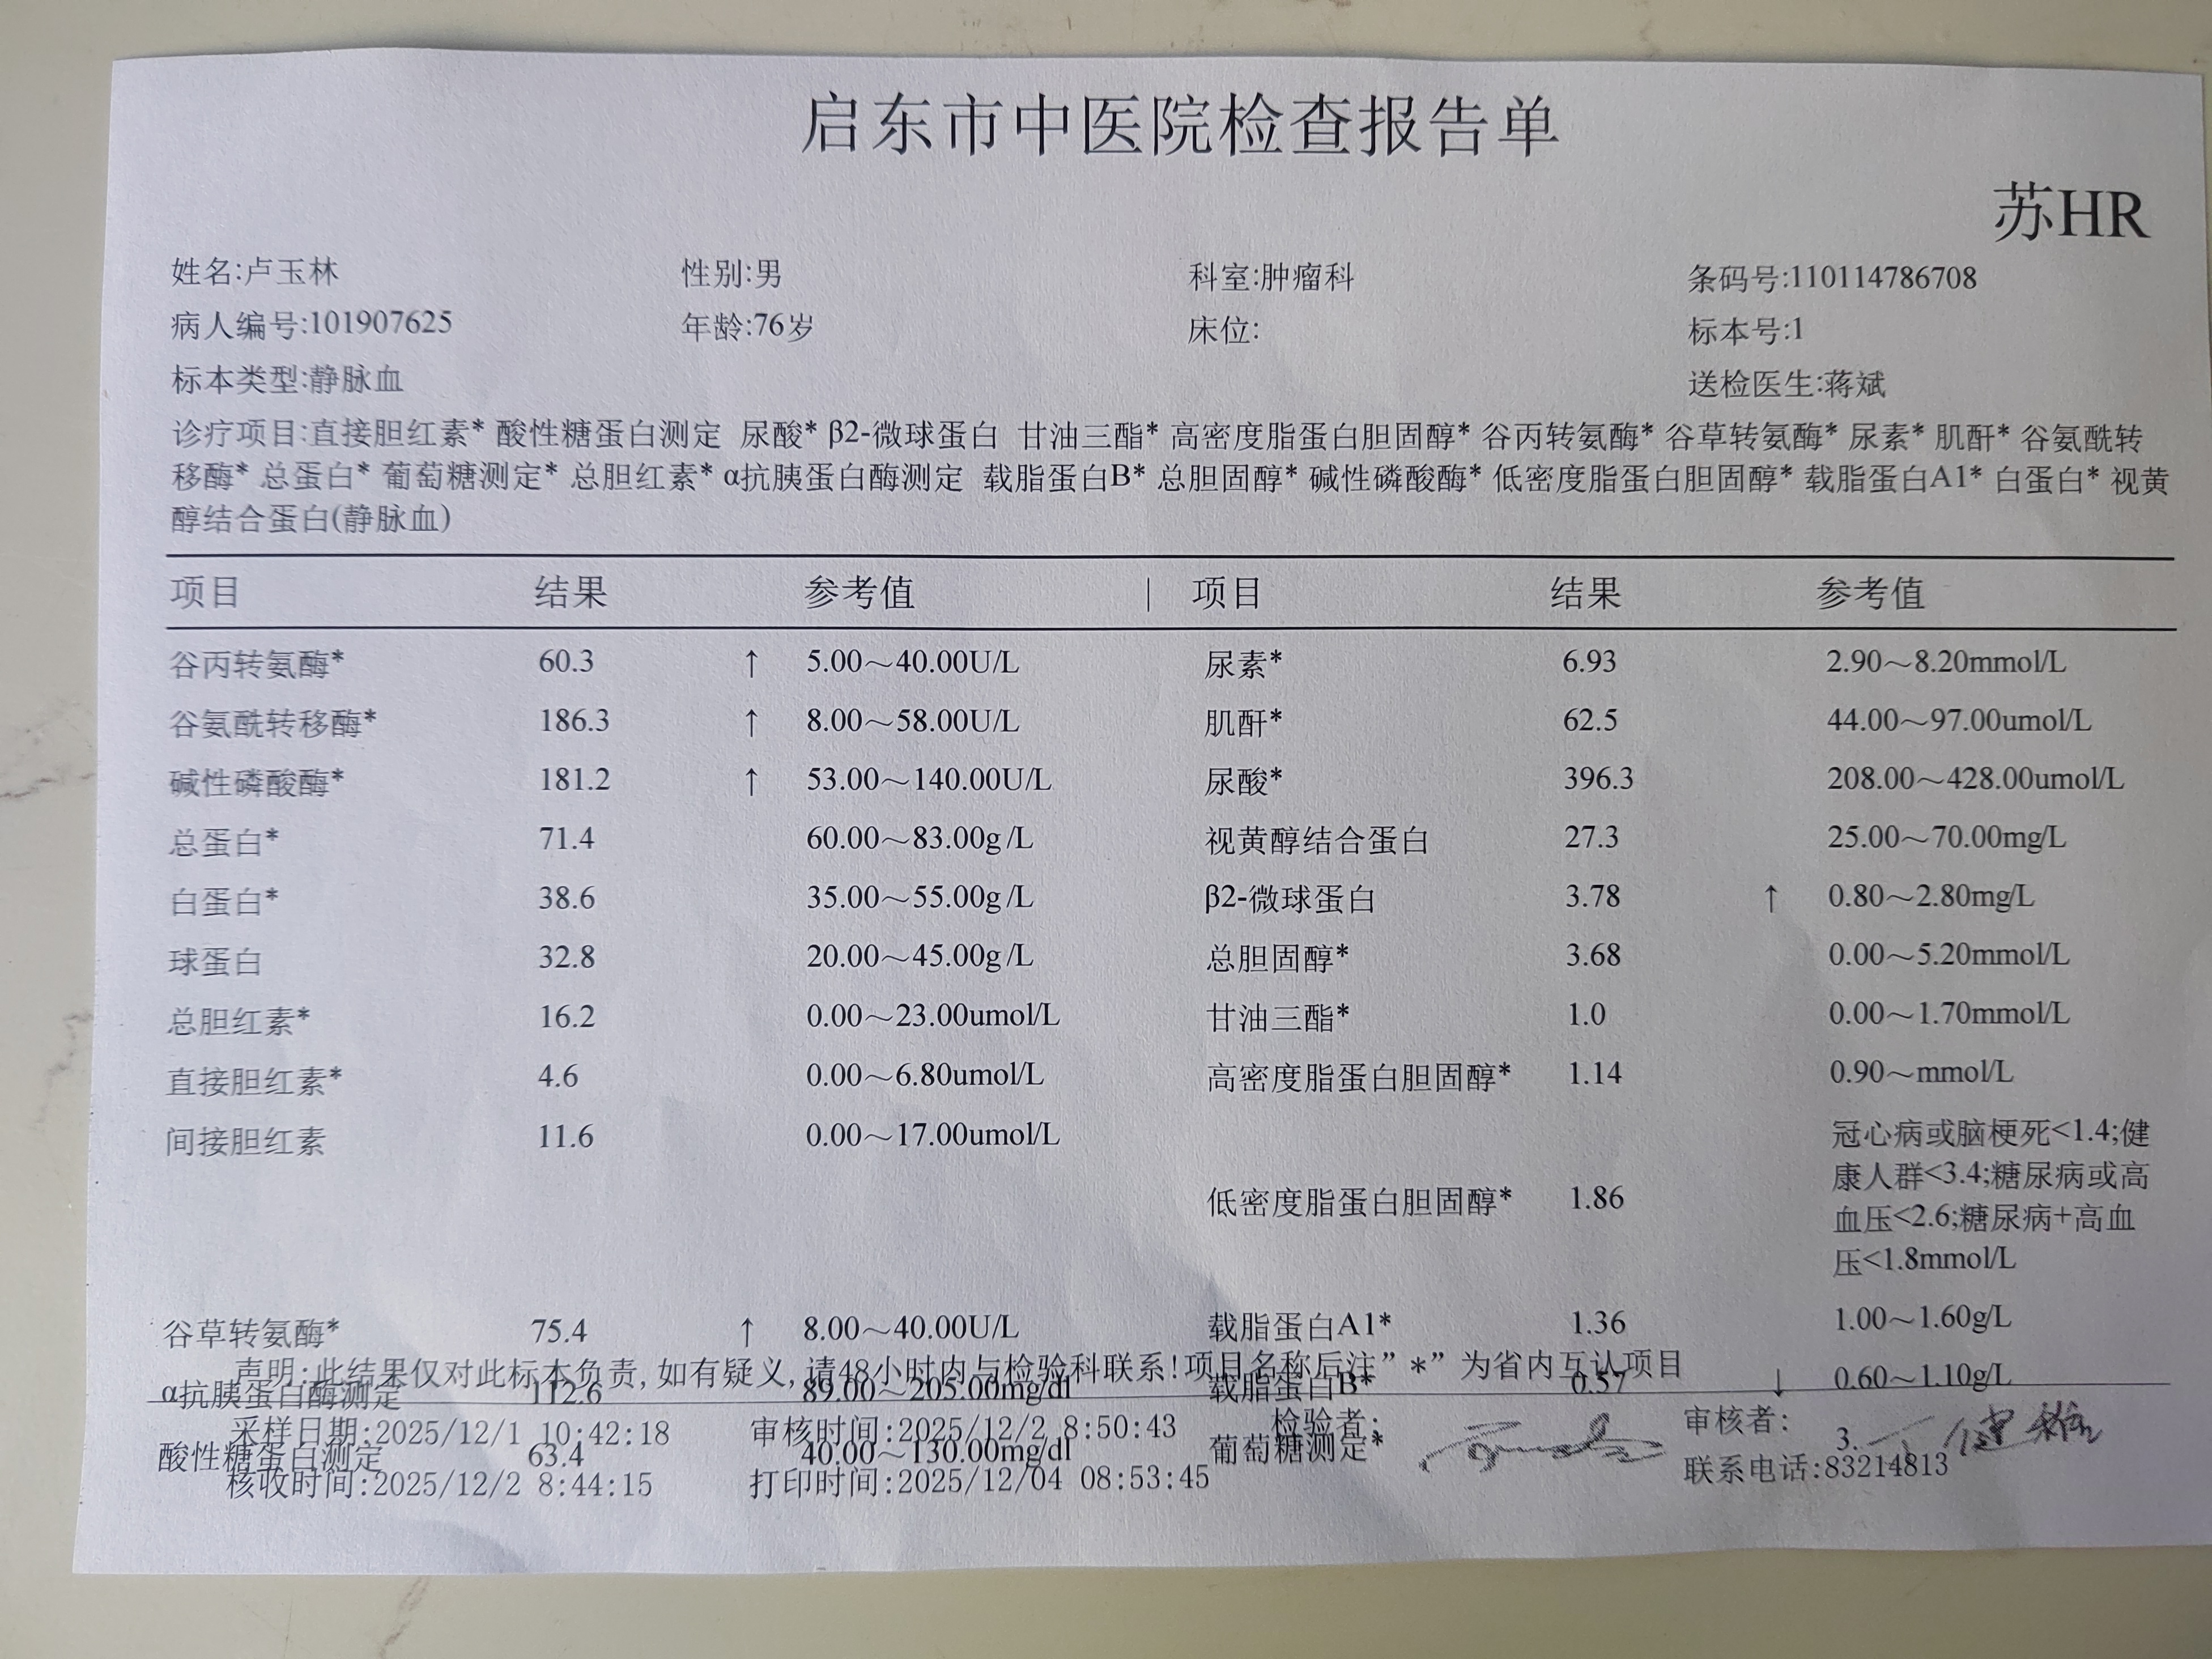 启东市中医院检查报告单
苏HR
姓名:卢玉林 性别:男 科室:肿瘤科 条码号:110114786708
病人编号:101907625 年龄:76岁 床位: 标本号:1
标本类型:静脉血 送检医生:蒋斌
诊疗项目:直接胆红素* 酸性糖蛋白测定 尿酸* β2-微球蛋白 甘油三酯* 高密度脂蛋白胆固醇* 谷丙转氨酶* 谷草转氨酶* 尿素* 肌酐* 谷氨酰转
移酶* 总蛋白* 葡萄糖测定* 总胆红素* α抗胰蛋白酶测定 载脂蛋白B* 总胆固醇* 碱性磷酸酶* 低密度脂蛋白胆固醇* 载脂蛋白A1* 白蛋白* 视黄
醇结合蛋白(静脉血)
项目 结果 参考值 | 项目 结果 参考值
谷丙转氨酶* 60.3 ↑ 5.00～40.00U/L 尿素* 6.93 2.90～8.20mmol/L
谷氨酰转移酶* 186.3 ↑ 8.00～58.00U/L 肌酐* 62.5 44.00～97.00umol/L
碱性磷酸酶* 181.2 ↑ 53.00～140.00U/L 尿酸* 396.3 208.00～428.00umol/L
总蛋白* 71.4 60.00～83.00g/L 视黄醇结合蛋白 27.3 25.00～70.00mg/L
白蛋白* 38.6 35.00～55.00g/L β2-微球蛋白 3.78 ↑ 0.80～2.80mg/L
球蛋白 32.8 20.00～45.00g/L 总胆固醇* 3.68 0.00～5.20mmol/L
总胆红素* 16.2 0.00～23.00umol/L 甘油三酯* 1.0 0.00～1.70mmol/L
直接胆红素* 4.6 0.00～6.80umol/L 高密度脂蛋白胆固醇* 1.14 0.90～mmol/L
间接胆红素 11.6 0.00～17.00umol/L 冠心病或脑梗死<1.4;健
康人群<3.4;糖尿病或高
低密度脂蛋白胆固醇* 1.86 血压<2.6;糖尿病+高血
压<1.8mmol/L
谷草转氨酶* 75.4 ↑ 8.00～40.00U/L 载脂蛋白A1* 1.36 1.00～1.60g/L
声明:此结果仅对此标本负责,如有疑义,请48小时内与检验科联系!项目名称后注"*"为省内互认项目
α抗胰蛋白酶测定 112.6 89.00～205.00mg/dl 载脂蛋白B* 0.57 ↓ 0.60～1.10g/L
采样日期:2025/12/1 10:42:18 审核时间:2025/12/2 8:50:43 检验者: 审核者:
酸性糖蛋白测定 63.4 40.00～130.00mg/dl 葡萄糖测定* 3.
核收时间:2025/12/2 8:44:15 打印时间:2025/12/04 08:53:45 联系电话:83214813